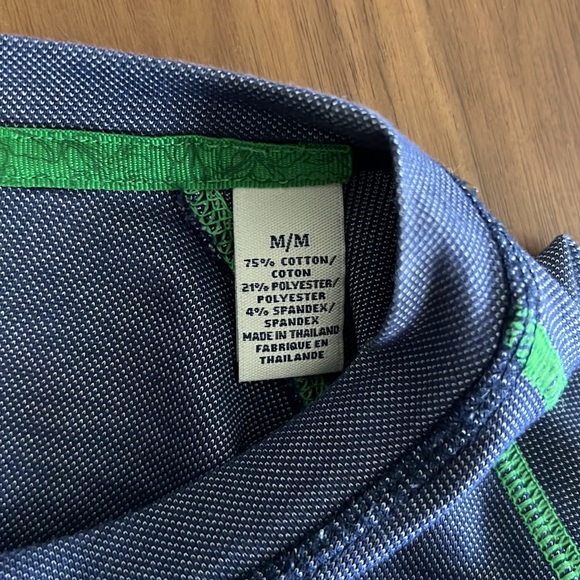 M/M
75% COTTON/
COTON
21% POLYESTER/
POLYESTER
4% SPANDEX/
SPANDEX
MADE IN THAILAND
FABRIQUE EN
THAILANDE